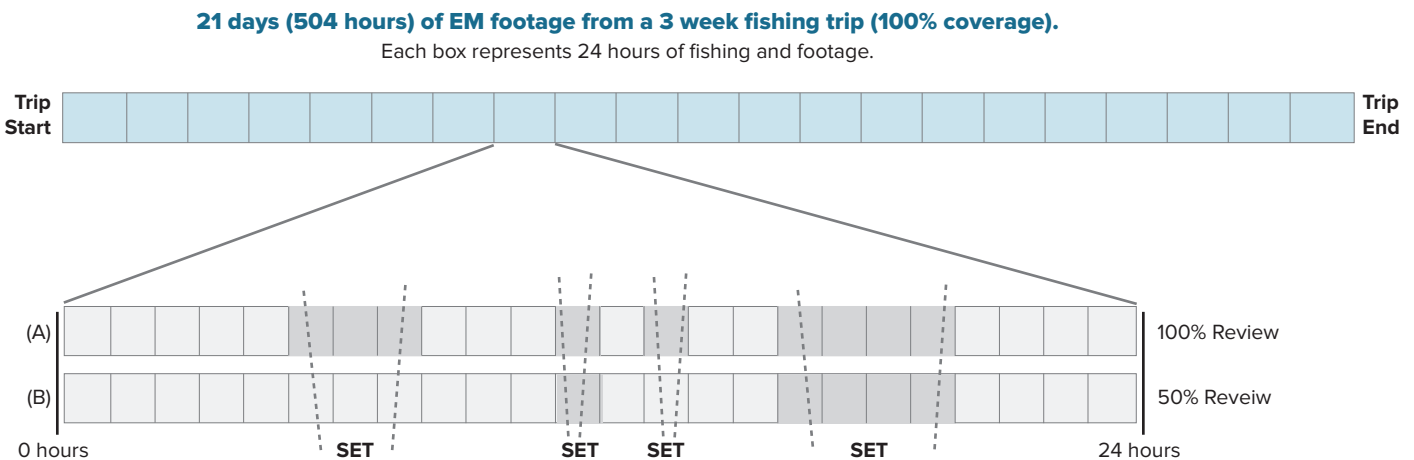 21 days (504 hours) of EM footage from a 3 week fishing trip (100% coverage).
Each box represents 24 hours of fishing and footage.
Trip
Start
Trip
End
(A)
100% Review
(B)
50% Reveiw
0 hours
SET
SET
SET
SET
24 hours